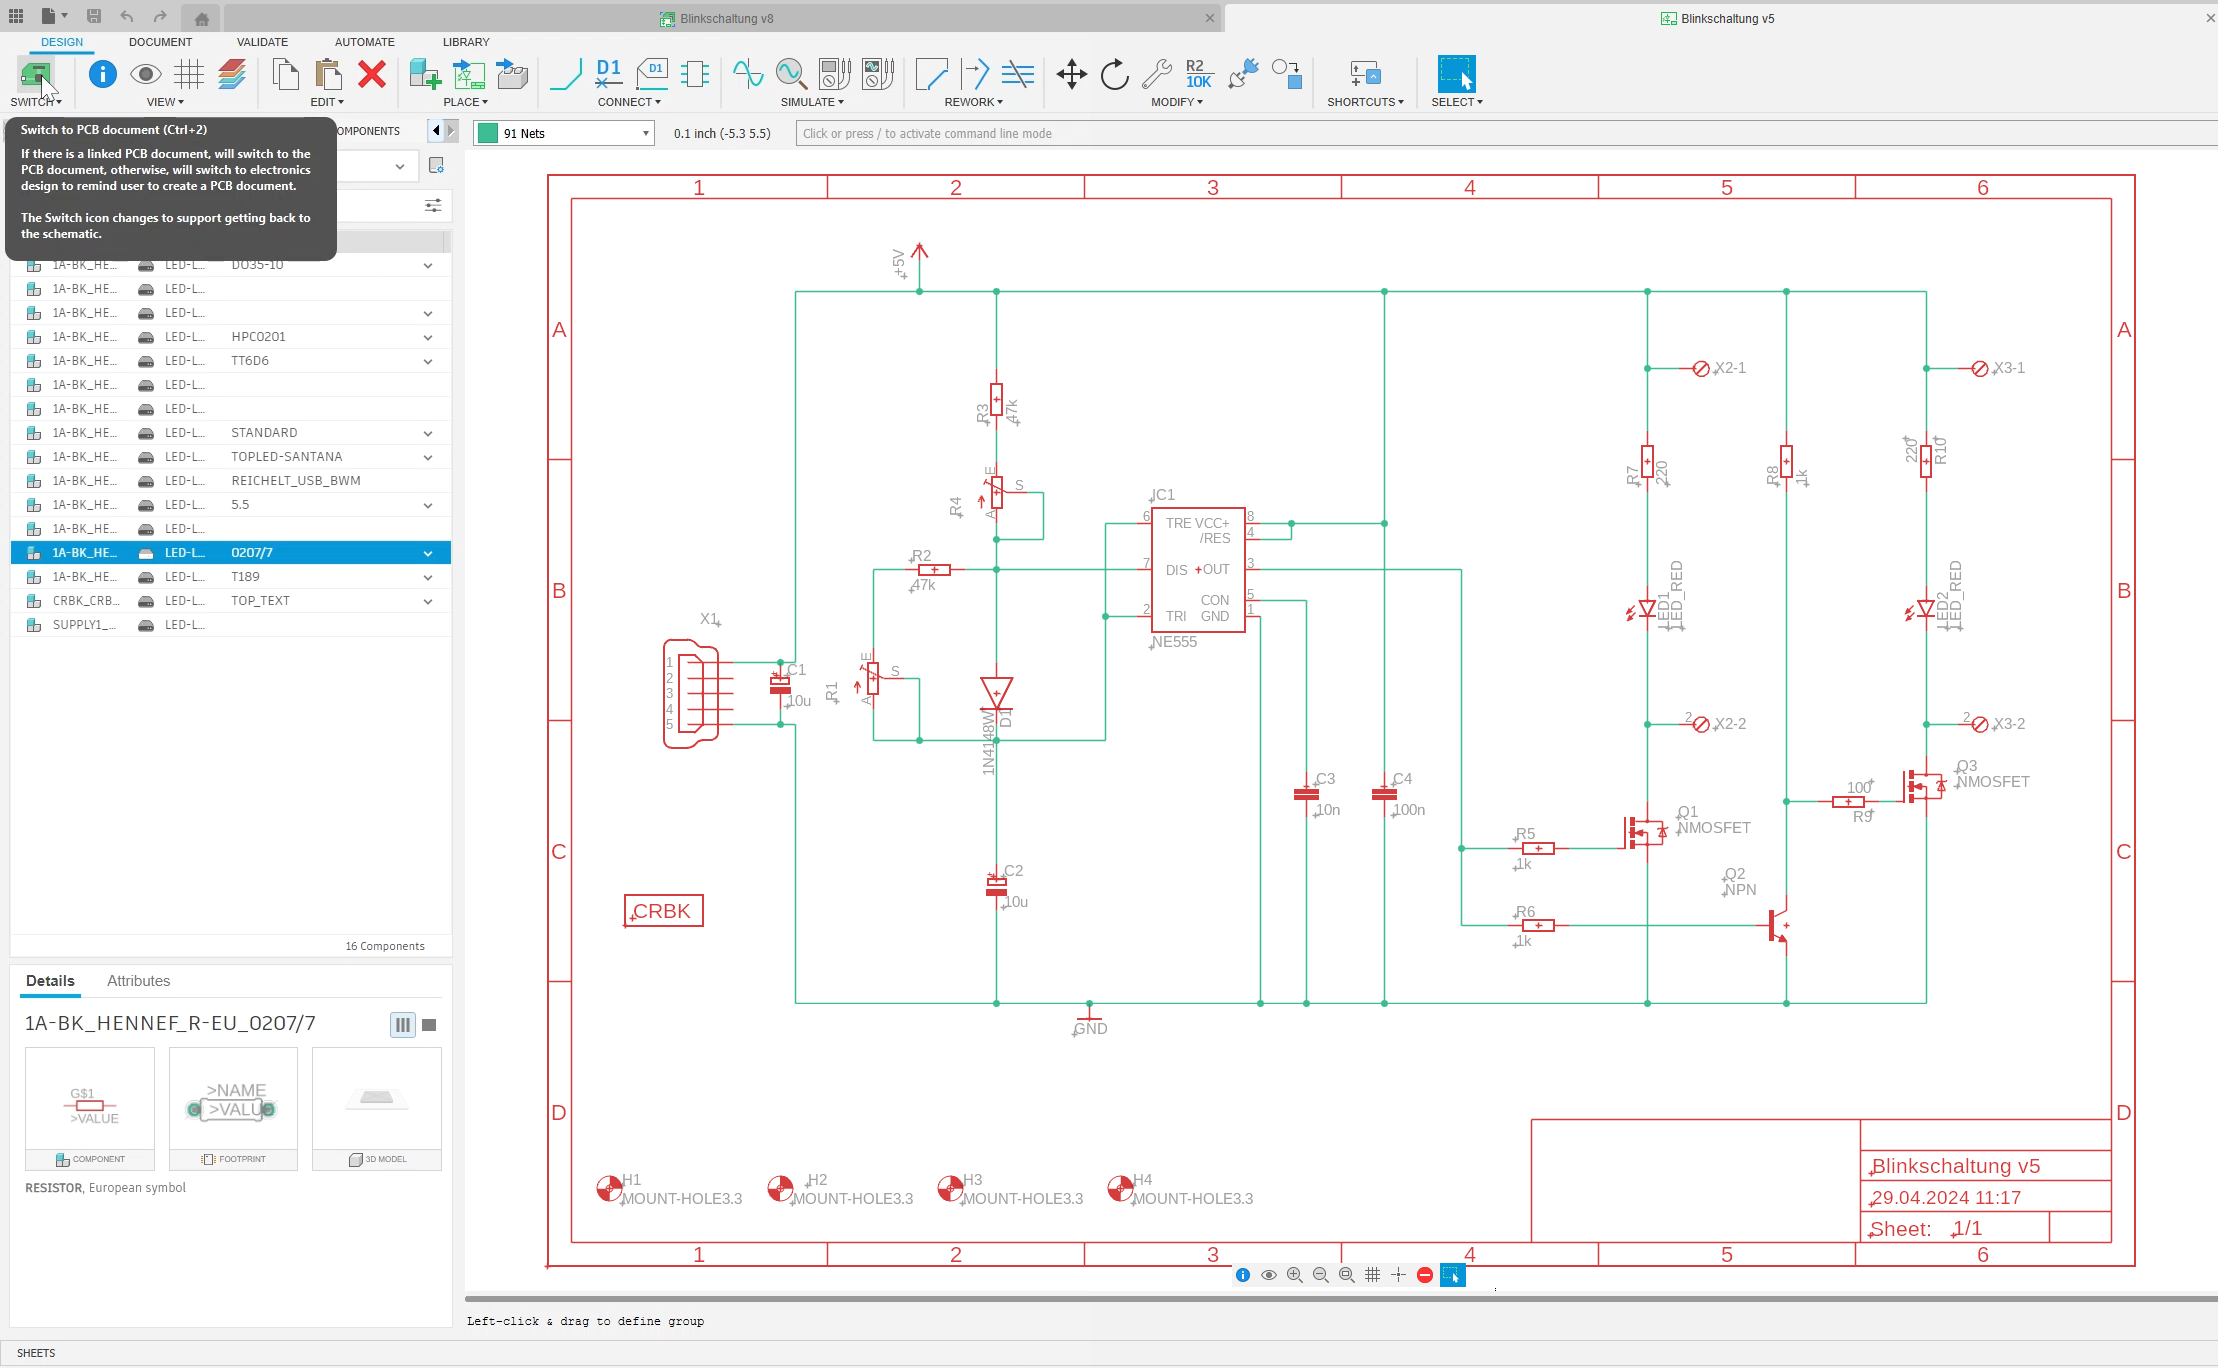 Blinkschaltung v8
Blinkschaltung v5
DESIGN
DOCUMENT
VALIDATE
AUTOMATE
LIBRARY
SWITCH
VIEW
EDIT
PLACE
CONNECT
SIMULATE
REWORK
MODIFY
SHORTCUTS
SELECT
D1
D1
R2
10K
Switch to PCB document (Ctrl+2)
If there is a linked PCB document, will switch to the
PCB document, otherwise, will switch to electronics
design to remind user to create a PCB document.
The Switch icon changes to support getting back to
the schematic.
OMPONENTS
91 Nets
0.1 inch (-5.3 5.5)
Click or press / to activate command line mode
1A-BK_HE... LED-L... DO35-10
1A-BK_HE... LED-L...
1A-BK_HE... LED-L...
1A-BK_HE... LED-L... HPC0201
1A-BK_HE... LED-L... TT6D6
1A-BK_HE... LED-L...
1A-BK_HE... LED-L...
1A-BK_HE... LED-L... STANDARD
1A-BK_HE... LED-L... TOPLED-SANTANA
1A-BK_HE... LED-L... REICHELT_USB_BWM
1A-BK_HE... LED-L... 5.5
1A-BK_HE... LED-L...
1A-BK_HE... LED-L... 0207/7
1A-BK_HE... LED-L... T189
CRBK_CRB... LED-L... TOP_TEXT
SUPPLY1_... LED-L...
16 Components
Details
Attributes
1A-BK_HENNEF_R-EU_0207/7
G$1
>VALUE
>NAME
>VALU
COMPONENT
FOOTPRINT
3D MODEL
RESISTOR, European symbol
1 2 3 4 5 6
A
A
B
B
C
C
D
D
+5V
R3
47k
E
S
A
R4
R2
47k
X1
1
2
3
4
5
C1
10u
R1
E
S
A
D1
1N4148W
C2
10u
IC1
6 TRE VCC+ 8
/RES 4
7 DIS +OUT 3
CON 5
2 TRI GND 1
NE555
C3
10n
C4
100n
X2-1
X3-1
R7
220
R8
1k
220
R10
LED1
LED_RED
LED2
LED_RED
2 X2-2
2 X3-2
Q3
NMOSFET
100
R9
Q1
NMOSFET
R5
1k
Q2
NPN
R6
1k
CRBK
GND
H1
MOUNT-HOLE3.3
H2
MOUNT-HOLE3.3
H3
MOUNT-HOLE3.3
H4
MOUNT-HOLE3.3
Blinkschaltung v5
29.04.2024 11:17
Sheet: 1/1
1 2 3 4 5 6
Left-click & drag to define group
SHEETS